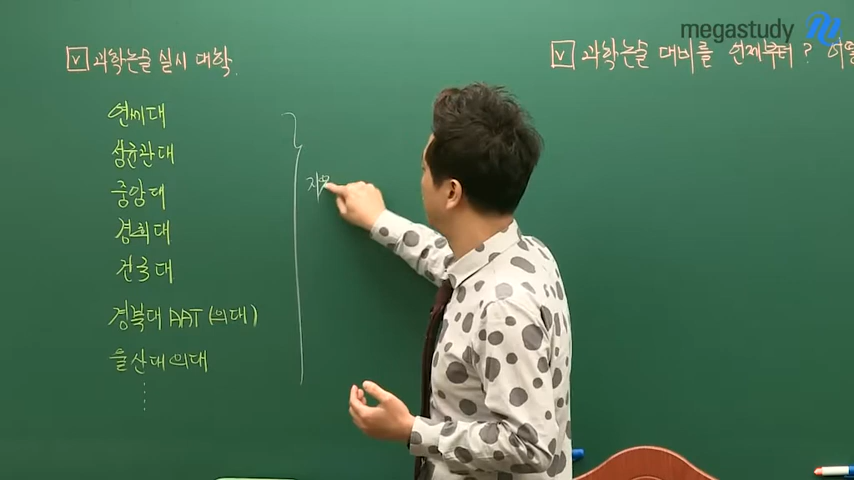 megastudy
☑ 과학논술 실시 대학
연세대
성균관대
중앙대
경희대
건국대
경북대 AAT (의대)
울산대 의대
⋮
☑ 과학논술 대비를 언제부터 ?